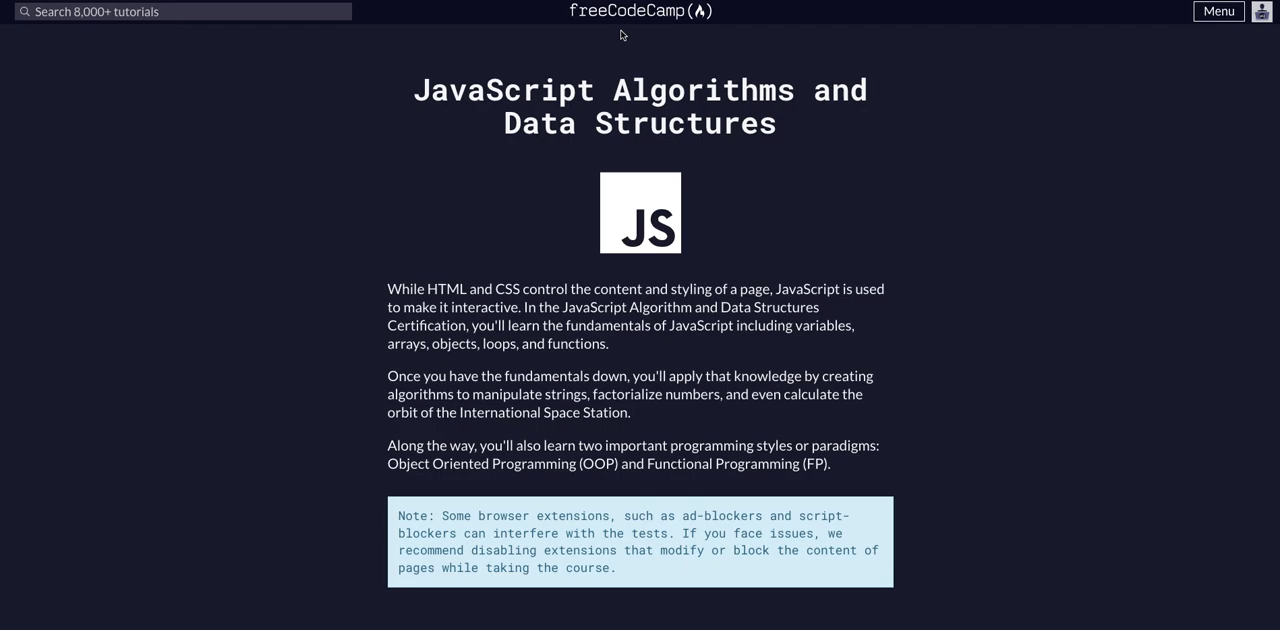 Search 8,000+ tutorials
freeCodeCamp
Menu
JavaScript Algorithms and
Data Structures
JS
While HTML and CSS control the content and styling of a page, JavaScript is used
to make it interactive. In the JavaScript Algorithm and Data Structures
Certification, you'll learn the fundamentals of JavaScript including variables,
arrays, objects, loops, and functions.
Once you have the fundamentals down, you'll apply that knowledge by creating
algorithms to manipulate strings, factorialize numbers, and even calculate the
orbit of the International Space Station.
Along the way, you'll also learn two important programming styles or paradigms:
Object Oriented Programming (OOP) and Functional Programming (FP).
Note: Some browser extensions, such as ad-blockers and script-
blockers can interfere with the tests. If you face issues, we
recommend disabling extensions that modify or block the content of
pages while taking the course.